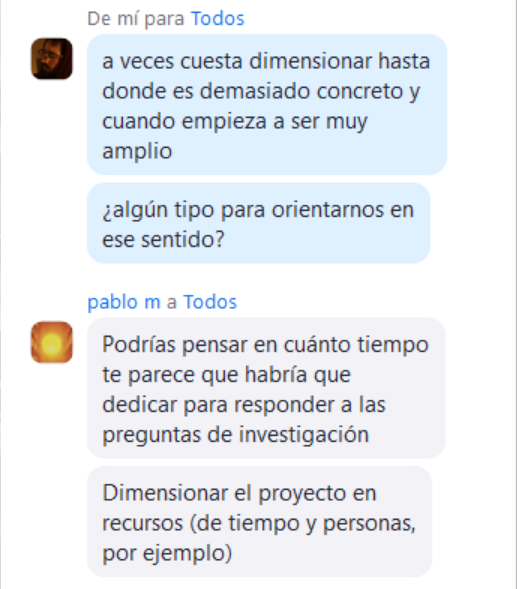 De mí para Todos
a veces cuesta dimensionar hasta
donde es demasiado concreto y
cuando empieza a ser muy
amplio
¿algún tipo para orientarnos en
ese sentido?
pablo m a Todos
Podrías pensar en cuánto tiempo
te parece que habría que
dedicar para responder a las
preguntas de investigación
Dimensionar el proyecto en
recursos (de tiempo y personas,
por ejemplo)